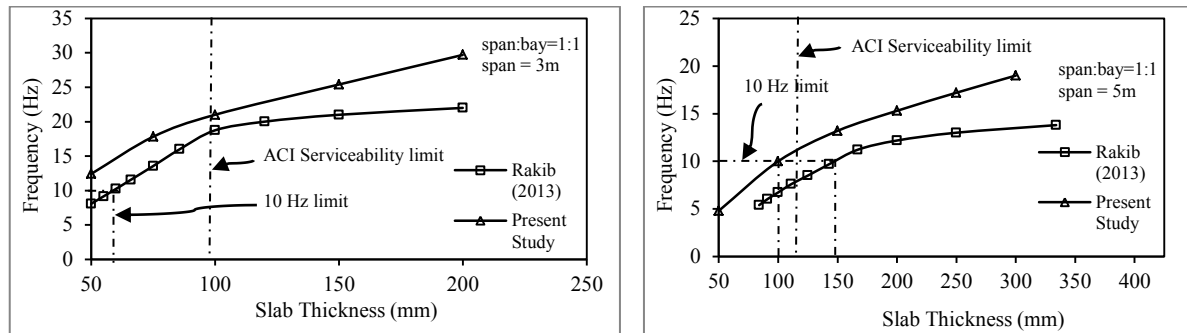 35
30
25
20
15
10
5
0
Frequency (Hz)
50 100 150 200 250
Slab Thickness (mm)
span:bay=1:1
span = 3m
ACI Serviceability limit
10 Hz limit
Rakib
(2013)
Present
Study
25
20
15
10
5
0
Frequency (Hz)
50 100 150 200 250 300 350 400
Slab Thickness (mm)
ACI Serviceability limit
10 Hz limit
span:bay=1:1
span = 5m
Rakib
(2013)
Present
Study